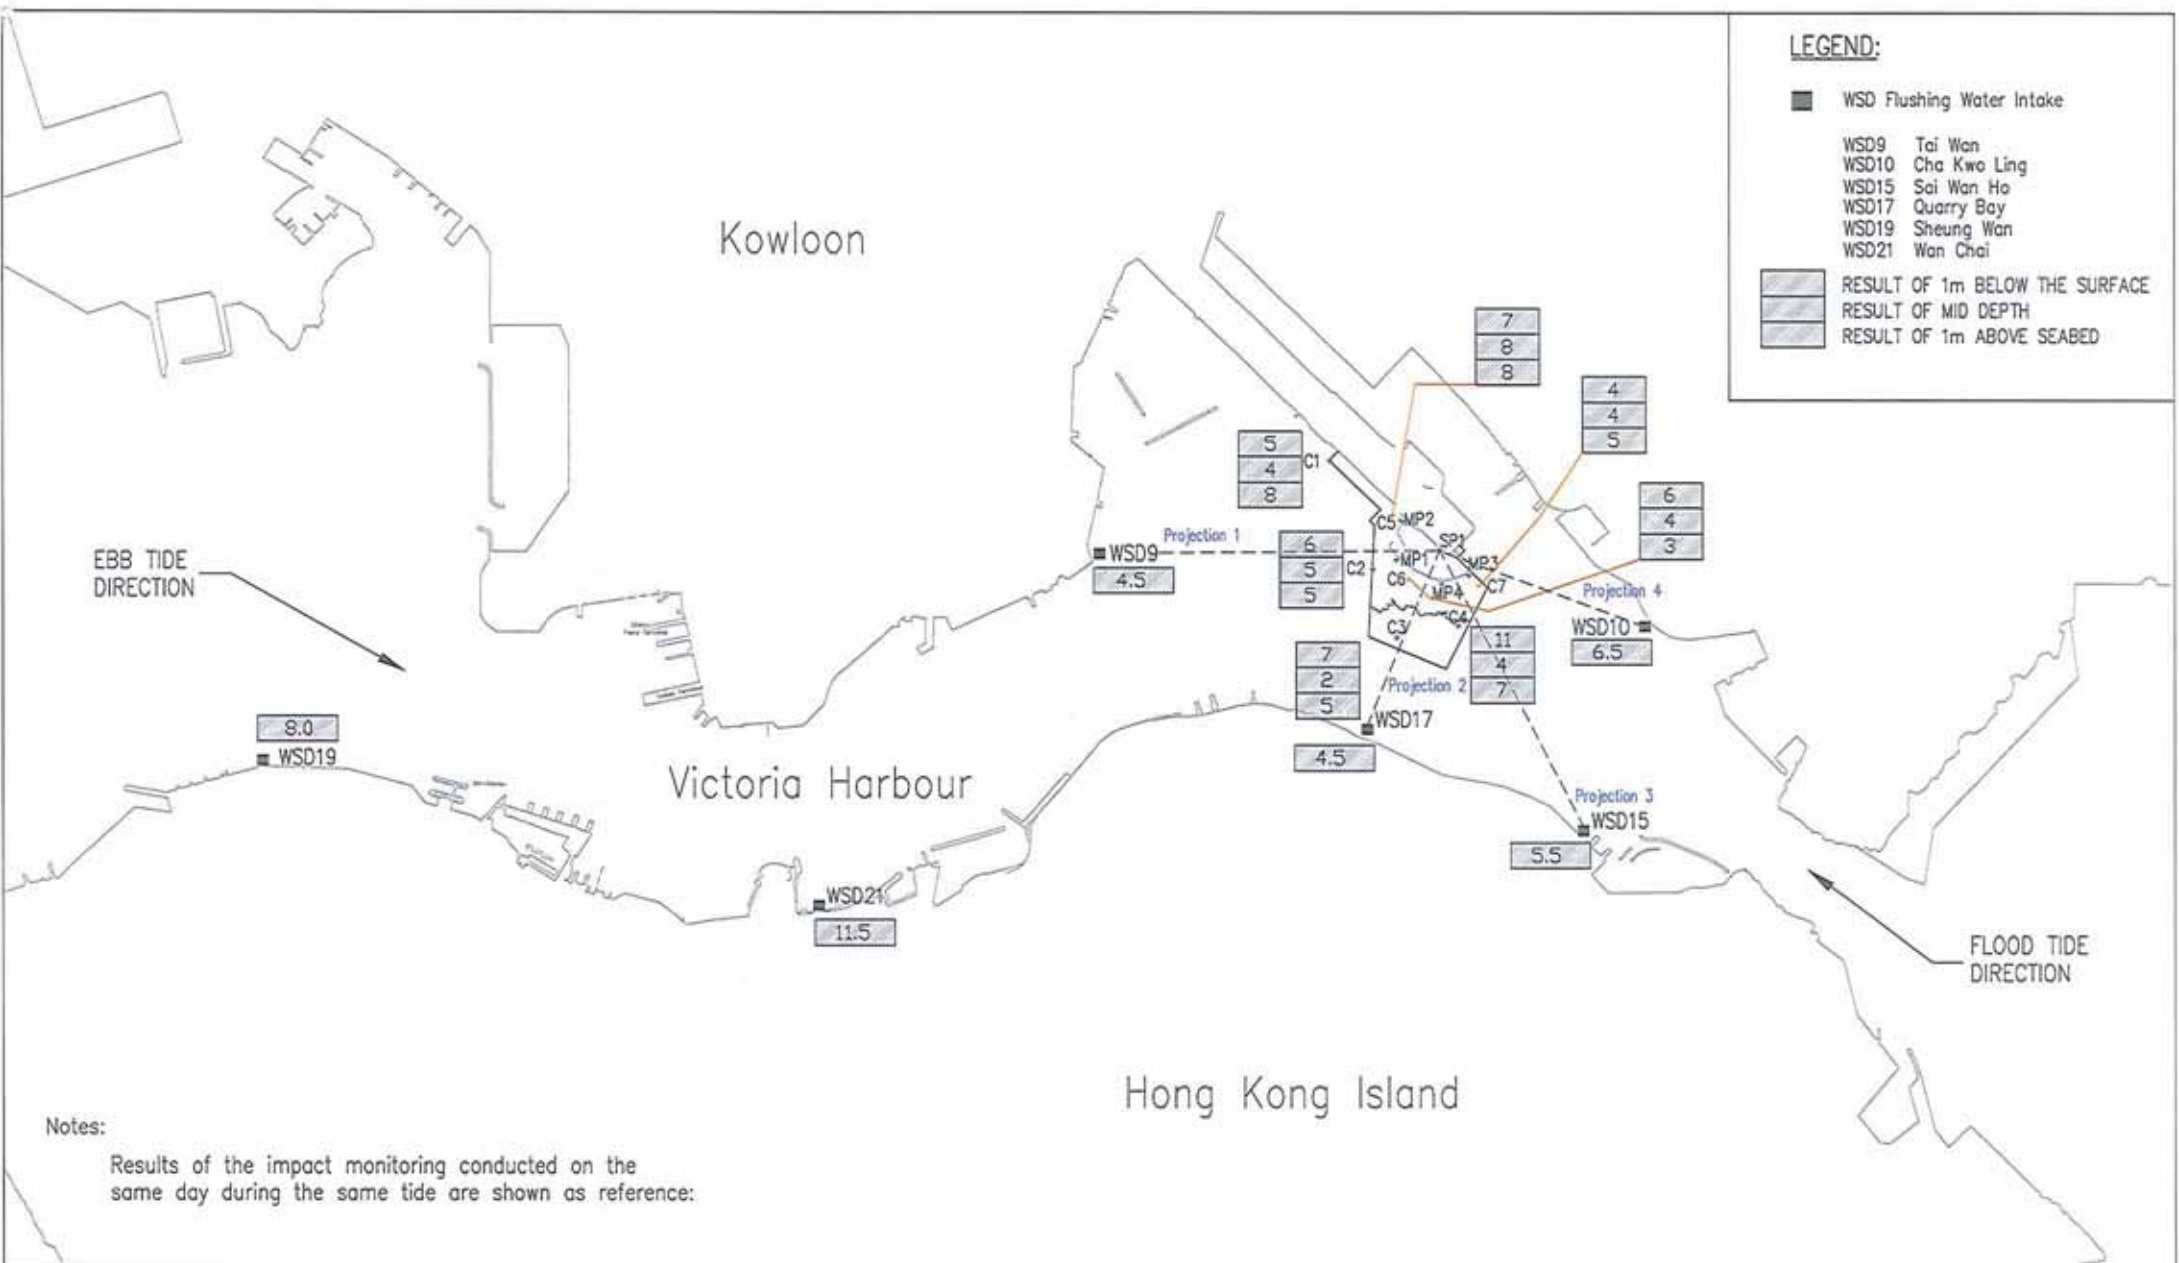 LEGEND:
WSD Flushing Water Intake
WSD9 Tai Wan
WSD10 Cha Kwo Ling
WSD15 Sai Wan Ho
WSD17 Quarry Bay
WSD19 Sheung Wan
WSD21 Wan Chai
RESULT OF 1m BELOW THE SURFACE
RESULT OF MID DEPTH
RESULT OF 1m ABOVE SEABED
Kowloon
7
8
8
4
4
5
5
4
8
C1
6
4
3
C5
MP2
Projection 1
SP1
WSD9
4.5
6
5
5
C2
MP1
MP3
C6
C7
MP4
Projection 4
C3
C4
WSD10
6.5
EBB TIDE
DIRECTION
7
2
5
11
4
7
Projection 2
WSD17
4.5
8.0
WSD19
Victoria Harbour
Projection 3
WSD15
5.5
WSD21
11.5
FLOOD TIDE
DIRECTION
Hong Kong Island
Notes:
Results of the impact monitoring conducted on the
same day during the same tide are shown as reference: